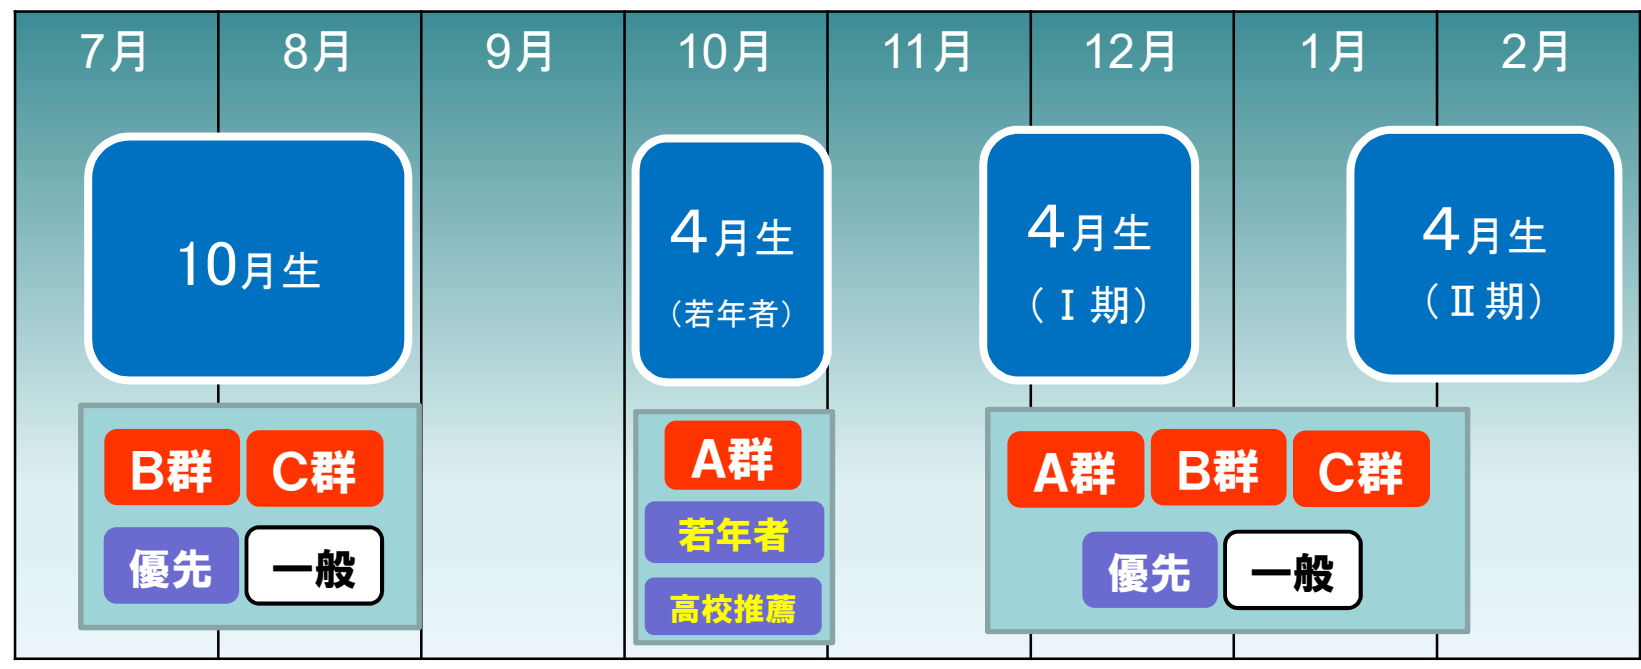 7月 8月 9月 10月 11月 12月 1月 2月
10月生
4月生
(若年者)
4月生
(Ⅰ期)
4月生
(Ⅱ期)
B群 C群
優先 一般
A群
若年者
高校推薦
A群 B群 C群
優先 一般